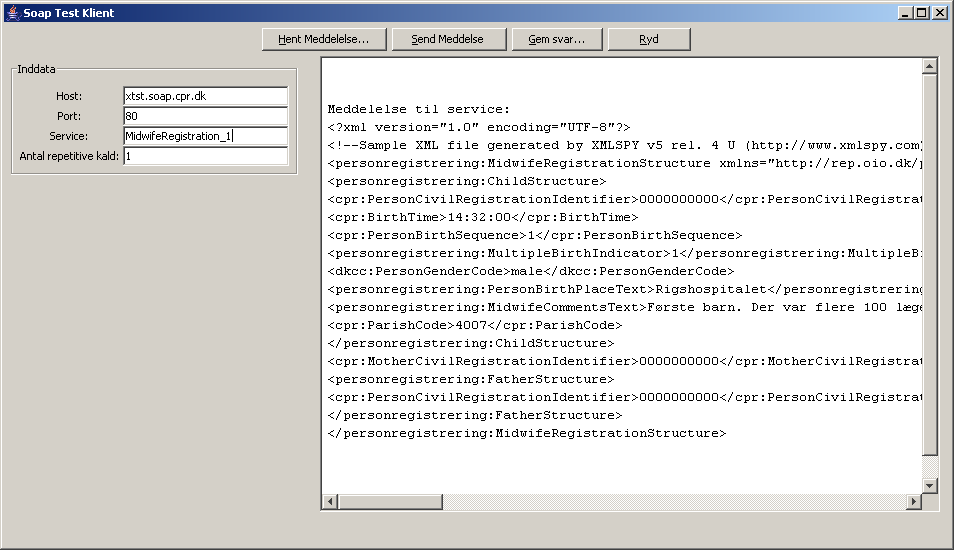 Soap Test Klient
Hent Meddelelse... Send Meddelse Gem svar... Ryd
Inddata
Host: xtst.soap.cpr.dk
Port: 80
Service: MidwifeRegistration_1
Antal repetitive kald: 1
Meddelelse til service:
<?xml version="1.0" encoding="UTF-8"?>
<!--Sample XML file generated by XMLSPY v5 rel. 4 U (http://www.xmlspy.com)
<personregistrering:MidwifeRegistrationStructure xmlns="http://rep.oio.dk/
<personregistrering:ChildStructure>
<cpr:PersonCivilRegistrationIdentifier>0000000000</cpr:PersonCivilRegistrat
<cpr:BirthTime>14:32:00</cpr:BirthTime>
<cpr:PersonBirthSequence>1</cpr:PersonBirthSequence>
<personregistrering:MultipleBirthIndicator>1</personregistrering:MultipleBi
<dkcc:PersonGenderCode>male</dkcc:PersonGenderCode>
<personregistrering:PersonBirthPlaceText>Rigshospitalet</personregistrering
<personregistrering:MidwifeCommentsText>Første barn. Der var flere 100 læge
<cpr:ParishCode>4007</cpr:ParishCode>
</personregistrering:ChildStructure>
<cpr:MotherCivilRegistrationIdentifier>0000000000</cpr:MotherCivilRegistrat
<personregistrering:FatherStructure>
<cpr:PersonCivilRegistrationIdentifier>0000000000</cpr:PersonCivilRegistrat
</personregistrering:FatherStructure>
</personregistrering:MidwifeRegistrationStructure>